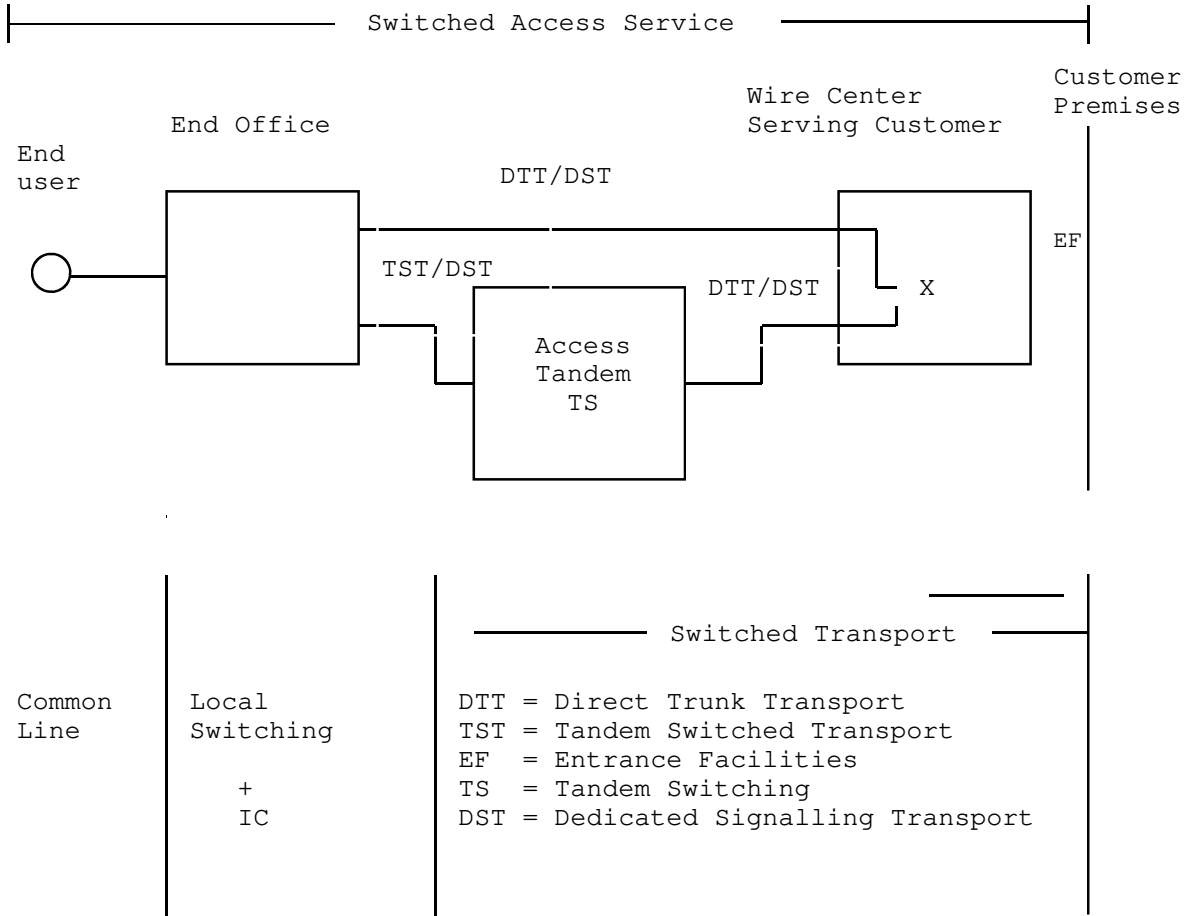 Switched Access Service
Customer
Premises
Wire Center
Serving Customer
End Office
End
user
DTT/DST
EF
TST/DST
DTT/DST
X
Access
Tandem
TS
Switched Transport
Common
Line
Local
Switching
+
IC
DTT = Direct Trunk Transport
TST = Tandem Switched Transport
EF = Entrance Facilities
TS = Tandem Switching
DST = Dedicated Signalling Transport